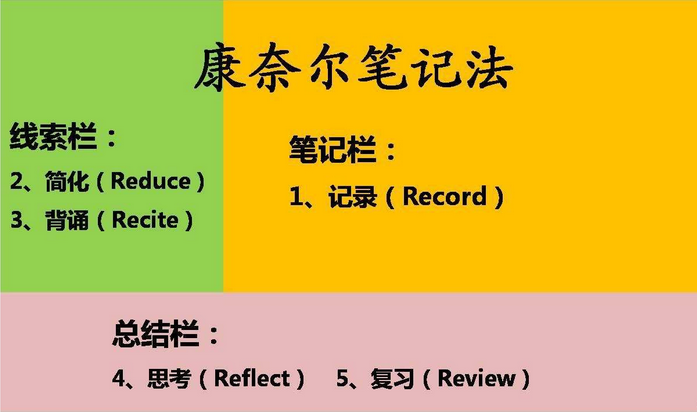 康奈尔笔记法
线索栏：
2、简化（Reduce）
3、背诵（Recite）
笔记栏：
1、记录（Record）
总结栏：
4、思考（Reflect） 5、复习（Review）